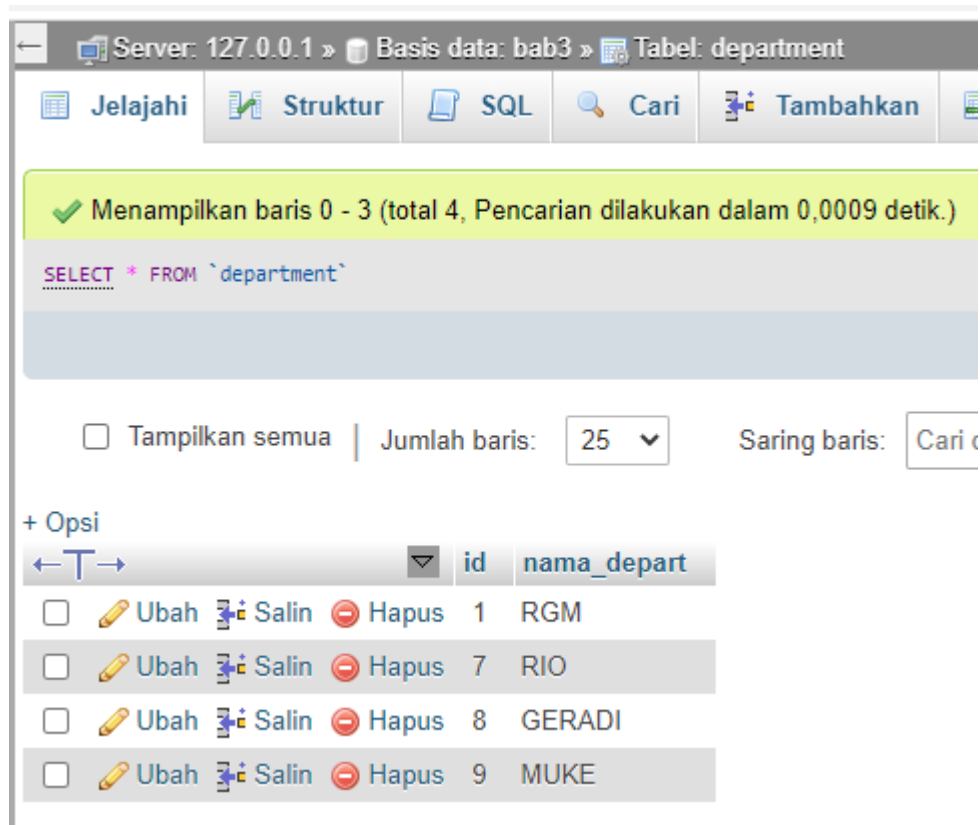 Server: 127.0.0.1 » Basis data: bab3 » Tabel: department
Jelajahi Struktur SQL Cari Tambahkan
Menampilkan baris 0 - 3 (total 4, Pencarian dilakukan dalam 0,0009 detik.)
SELECT * FROM `department`
Tampilkan semua | Jumlah baris: 25 Saring baris: Cari
+ Opsi
←T→ id nama_depart
Ubah Salin Hapus 1 RGM
Ubah Salin Hapus 7 RIO
Ubah Salin Hapus 8 GERADI
Ubah Salin Hapus 9 MUKE